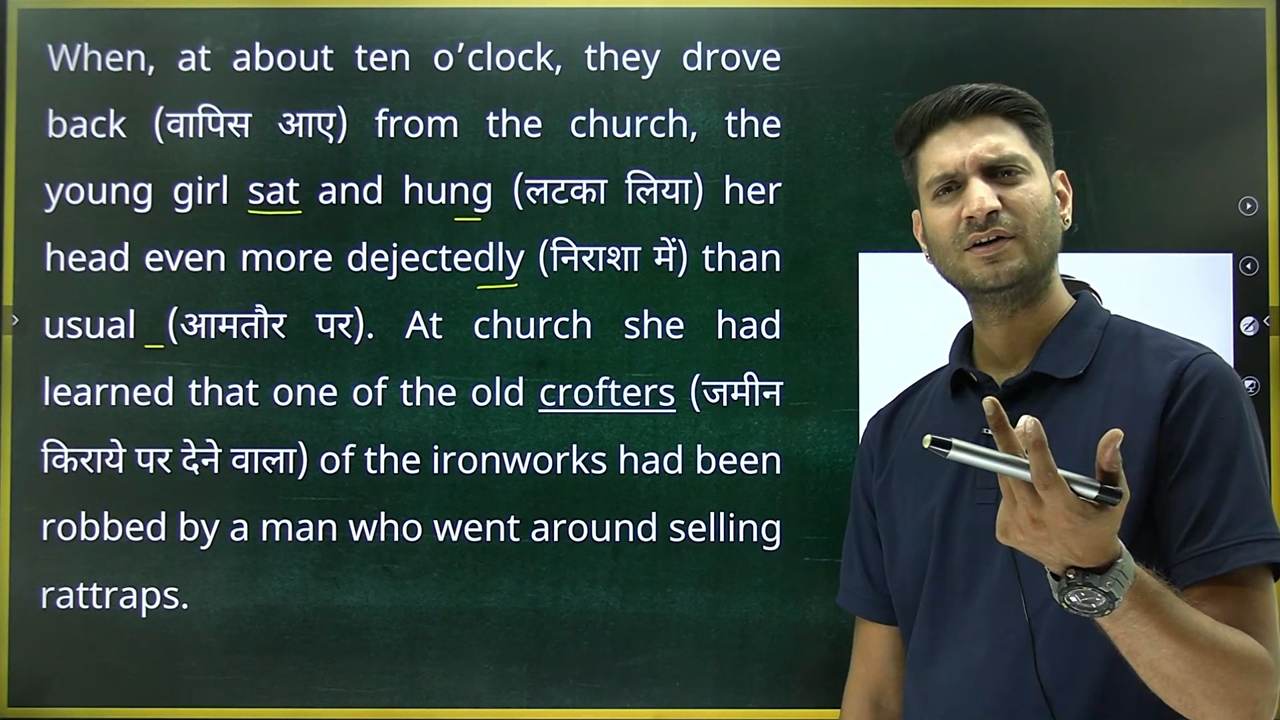 When, at about ten o’clock, they drove
back (वापिस आए) from the church, the
young girl sat and hung (लटका लिया) her
head even more dejectedly (निराशा में) than
usual (आमतौर पर). At church she had
learned that one of the old crofters (जमीन
किराये पर देने वाला) of the ironworks had been
robbed by a man who went around selling
rattraps.